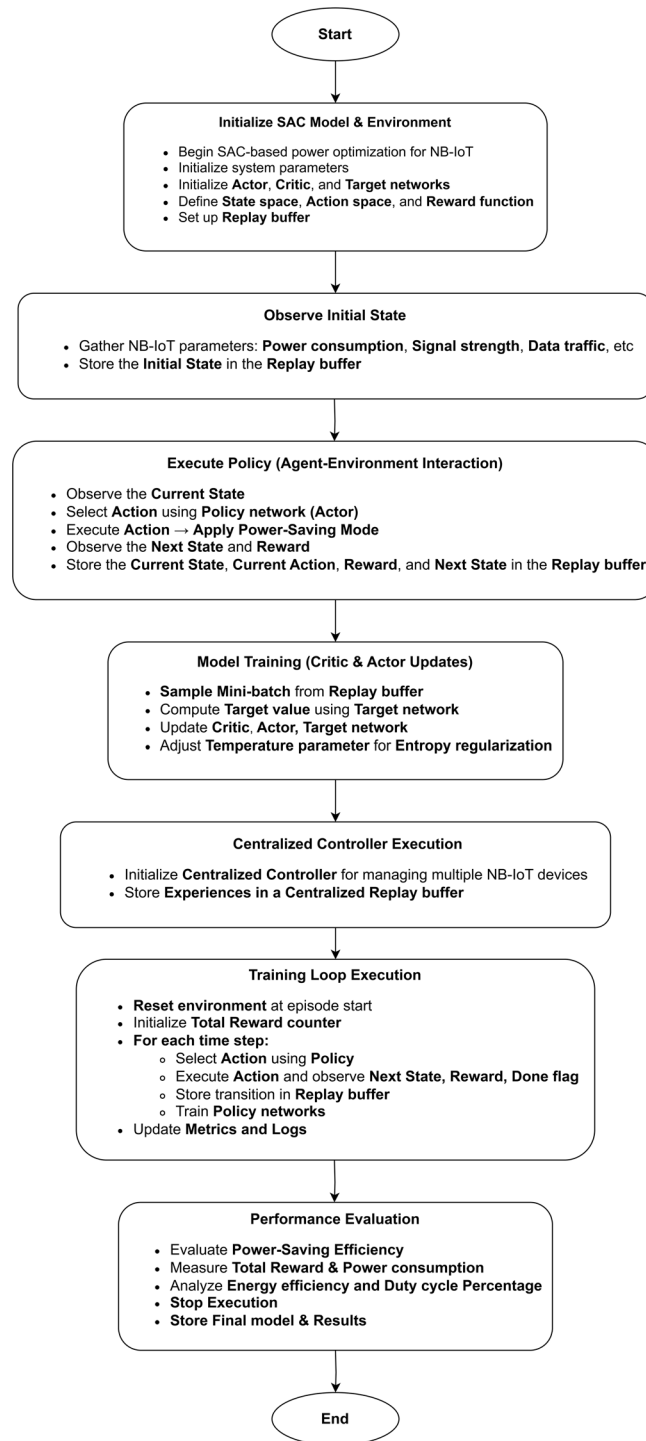 Start
Initialize SAC Model & Environment
• Begin SAC-based power optimization for NB-IoT
• Initialize system parameters
• Initialize Actor, Critic, and Target networks
• Define State space, Action space, and Reward function
• Set up Replay buffer
Observe Initial State
• Gather NB-IoT parameters: Power consumption, Signal strength, Data traffic, etc
• Store the Initial State in the Replay buffer
Execute Policy (Agent-Environment Interaction)
• Observe the Current State
• Select Action using Policy network (Actor)
• Execute Action → Apply Power-Saving Mode
• Observe the Next State and Reward
• Store the Current State, Current Action, Reward, and Next State in the Replay buffer
Model Training (Critic & Actor Updates)
• Sample Mini-batch from Replay buffer
• Compute Target value using Target network
• Update Critic, Actor, Target network
• Adjust Temperature parameter for Entropy regularization
Centralized Controller Execution
• Initialize Centralized Controller for managing multiple NB-IoT devices
• Store Experiences in a Centralized Replay buffer
Training Loop Execution
• Reset environment at episode start
• Initialize Total Reward counter
• For each time step:
○ Select Action using Policy
○ Execute Action and observe Next State, Reward, Done flag
○ Store transition in Replay buffer
○ Train Policy networks
• Update Metrics and Logs
Performance Evaluation
• Evaluate Power-Saving Efficiency
• Measure Total Reward & Power consumption
• Analyze Energy efficiency and Duty cycle Percentage
• Stop Execution
• Store Final model & Results
End